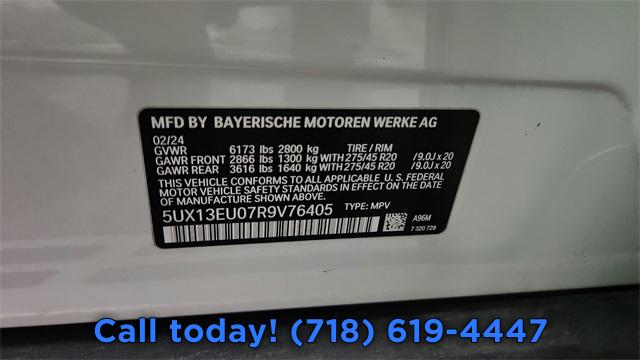 MFD BY BAYERISCHE MOTOREN WERKE AG
02/24
GVWR 6173 lbs 2800 kg TIRE / RIM
GAWR FRONT 2866 lbs 1300 kg WITH 275/45 R20 /9.0J x 20
GAWR REAR 3616 lbs 1640 kg WITH 275/45 R20 /9.0J x 20
THIS VEHICLE CONFORMS TO ALL APPLICABLE U.S. FEDERAL
MOTOR VEHICLE SAFETY STANDARDS IN EFFECT ON THE DATE
OF MANUFACTURE SHOWN ABOVE.
5UX13EU07R9V76405 TYPE: MPV
A96M
7 320 729
Call today! (718) 619-4447